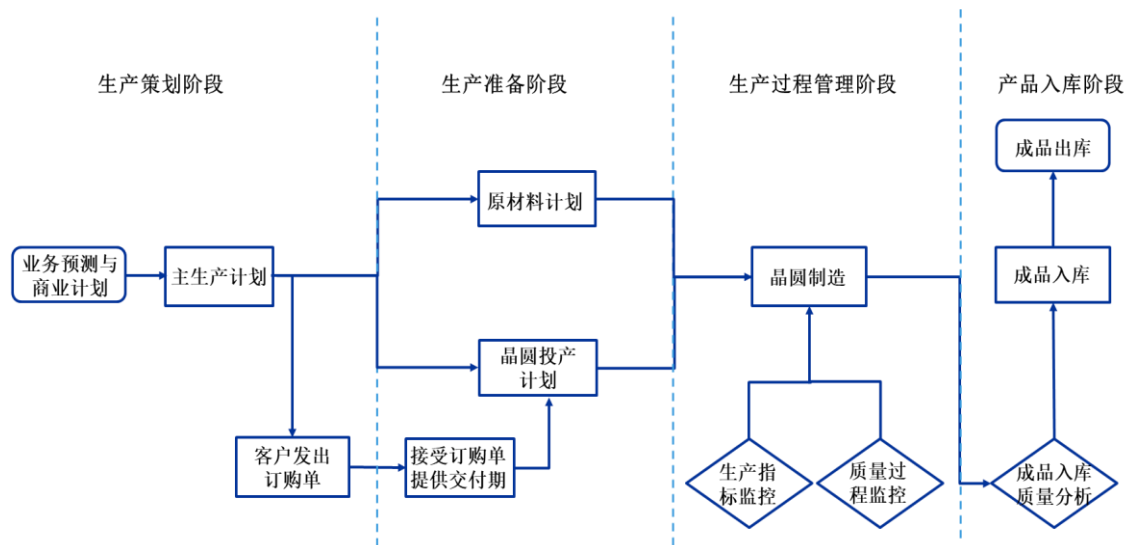 生产策划阶段
生产准备阶段
生产过程管理阶段
产品入库阶段
成品出库
原材料计划
业务预测与
商业计划
主生产计划
晶圆制造
成品入库
晶圆投产
计划
客户发出
订购单
接受订购单
提供交付期
生产指
标监控
质量过
程监控
成品入库
质量分析